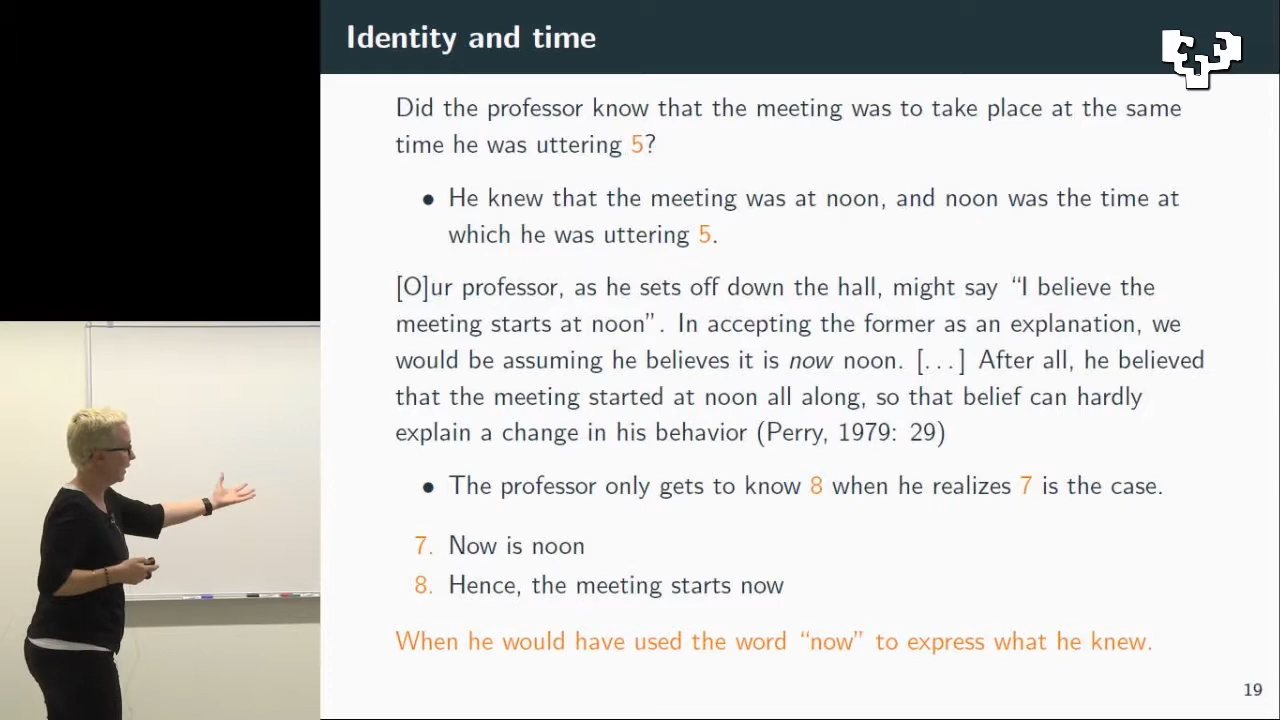 Identity and time
Did the professor know that the meeting was to take place at the same
time he was uttering 5?
• He knew that the meeting was at noon, and noon was the time at
which he was uttering 5.
[O]ur professor, as he sets off down the hall, might say “I believe the
meeting starts at noon”. In accepting the former as an explanation, we
would be assuming he believes it is now noon. [. . . ] After all, he believed
that the meeting started at noon all along, so that belief can hardly
explain a change in his behavior (Perry, 1979: 29)
• The professor only gets to know 8 when he realizes 7 is the case.
7. Now is noon
8. Hence, the meeting starts now
When he would have used the word “now” to express what he knew.
19